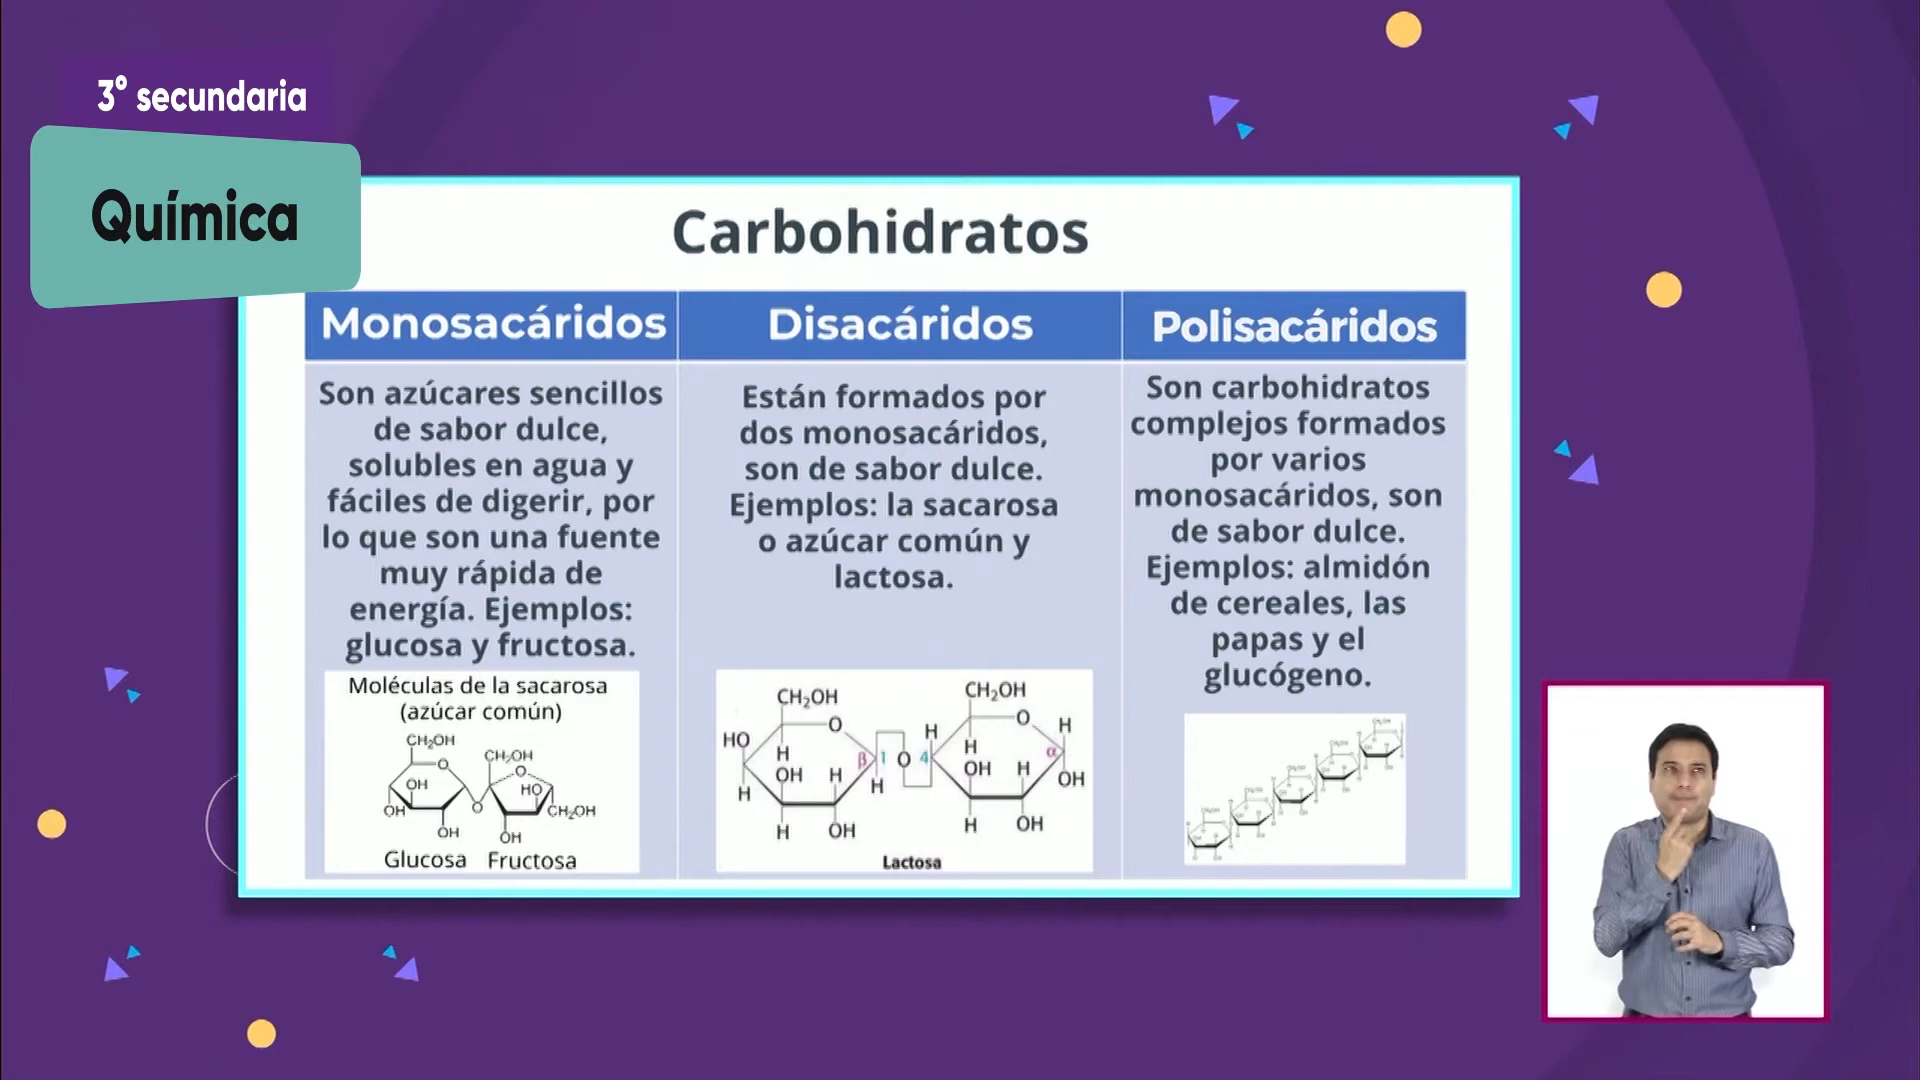 3° secundaria
Química
Carbohidratos
Monosacáridos
Son azúcares sencillos
de sabor dulce,
solubles en agua y
fáciles de digerir, por
lo que son una fuente
muy rápida de
energía. Ejemplos:
glucosa y fructosa.
Moléculas de la sacarosa
(azúcar común)
CH₂OH
O
OH
OH
OH
O
CH₂OH
O
HO
CH₂OH
OH
Glucosa Fructosa
Disacáridos
Están formados por
dos monosacáridos,
son de sabor dulce.
Ejemplos: la sacarosa
o azúcar común y
lactosa.
CH₂OH CH₂OH
O O
HO H H H
H β 1 O 4 H α
OH H H OH H OH
H
H OH H OH
Lactosa
Polisacáridos
Son carbohidratos
complejos formados
por varios
monosacáridos, son
de sabor dulce.
Ejemplos: almidón
de cereales, las
papas y el
glucógeno.